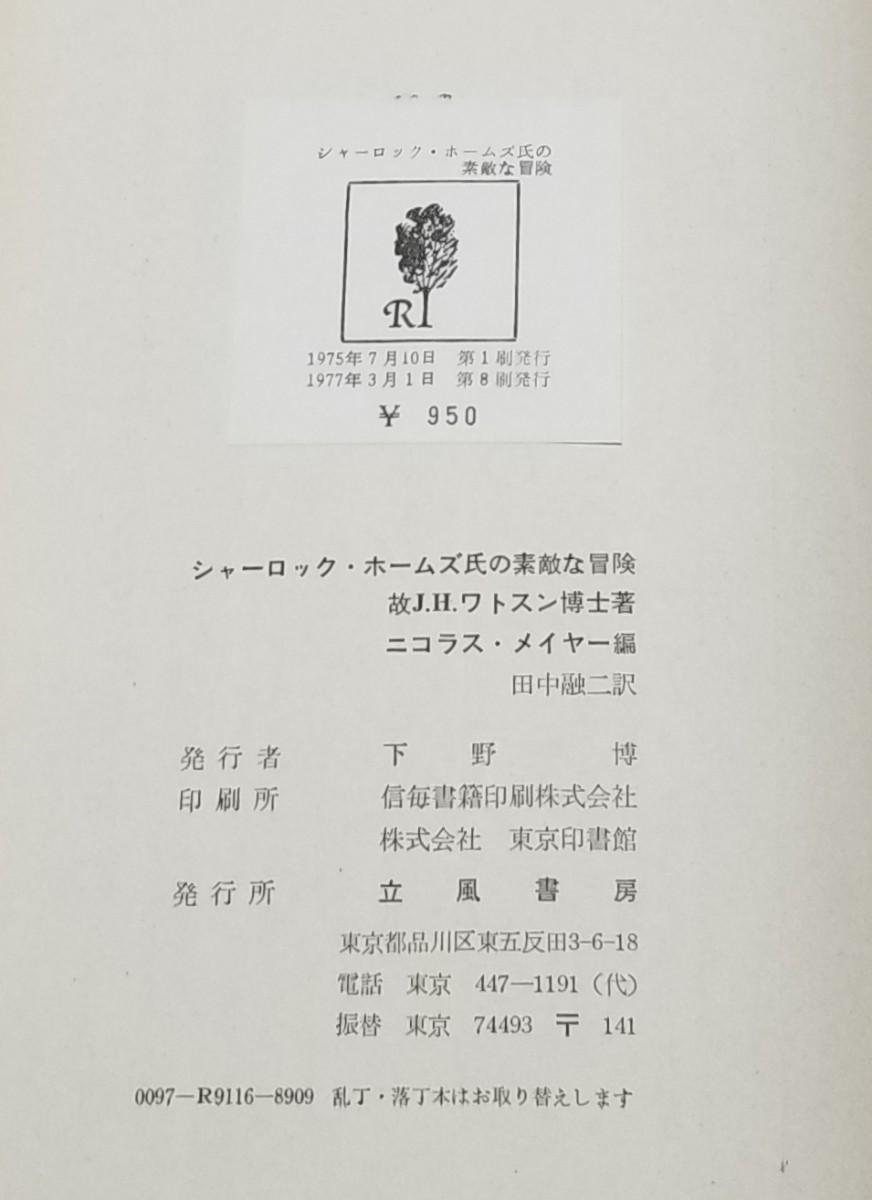 シャーロック・ホームズ氏の
素敵な冒険
R
1975年7月10日 第1刷発行
1977年3月1日 第8刷発行
¥ 950
シャーロック・ホームズ氏の素敵な冒険
故J.H.ワトスン博士著
ニコラス・メイヤー編
田中融二訳
発行者 下野 博
印刷所 信毎書籍印刷株式会社
株式会社 東京印書館
発行所 立風書房
東京都品川区東五反田3-6-18
電話 東京 447―1191（代）
振替 東京 74493 〒 141
0097―R9116―8909 乱丁・落丁本はお取り替えします